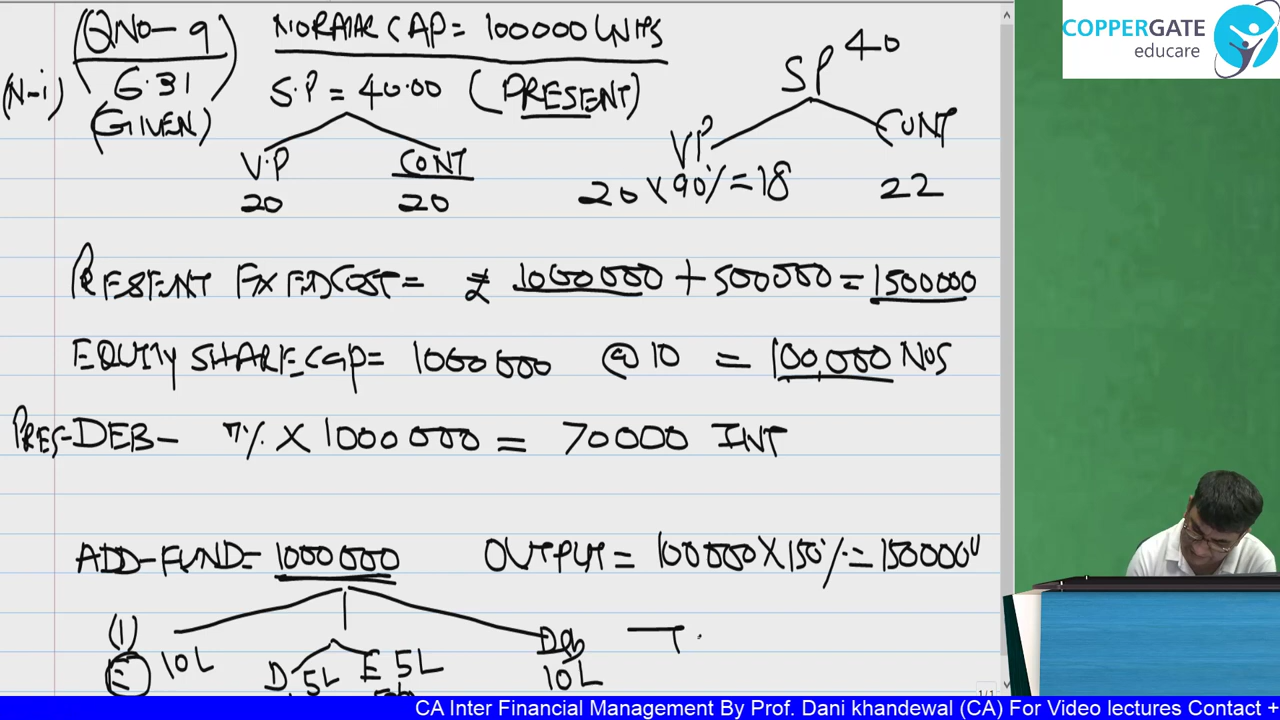 QNO-9
NORMAL CAP = 100000 UNITS
COPPERGATE
educare
(N-i)
6.31
S.P = 40.00 (PRESENT)
SP 40
(GIVEN)
V.P
CONT
VP
CONT
20
20
20 X 90% = 18
22
PRESENT FIXED COST = ₹ 1000000 + 500000 = 1500000
EQUITY SHARE CAP = 1000000 @ 10 = 100,000 NOS
PRES-DEB- 7% X 1000000 = 70000 INT
ADD-FUND = 1000000
OUTPUT = 100000 X 150% = 150000 U
(1)
E 10L
D 5L
E 5L
Deb
10L
1/1
CA Inter Financial Management By Prof. Dani khandewal (CA) For Video lectures Contact +